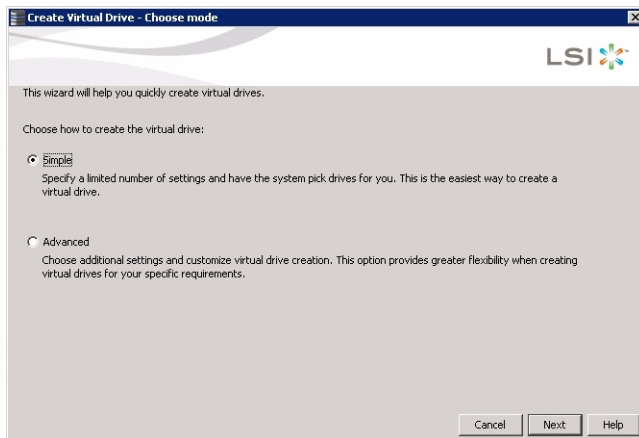 Create Virtual Drive - Choose mode
LSI
This wizard will help you quickly create virtual drives.
Choose how to create the virtual drive:
Simple
Specify a limited number of settings and have the system pick drives for you. This is the easiest way to create a
virtual drive.
Advanced
Choose additional settings and customize virtual drive creation. This option provides greater flexibility when creating
virtual drives for your specific requirements.
Cancel Next Help